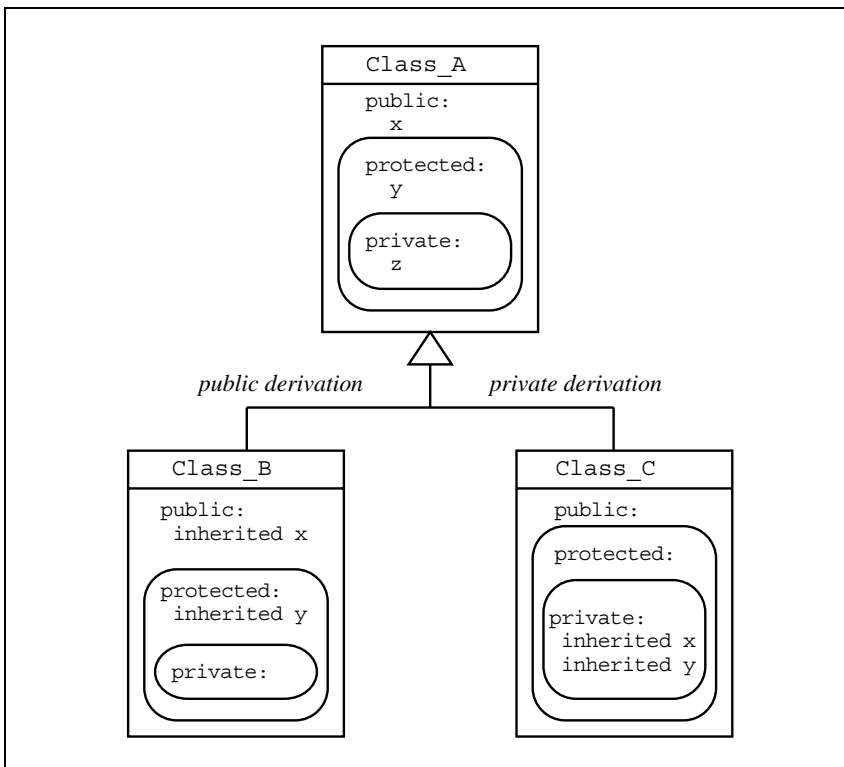 Class_A
public:
x
protected:
y
private:
z
public derivation
private derivation
Class_B
public:
inherited x
protected:
inherited y
private:
Class_C
public:
protected:
private:
inherited x
inherited y